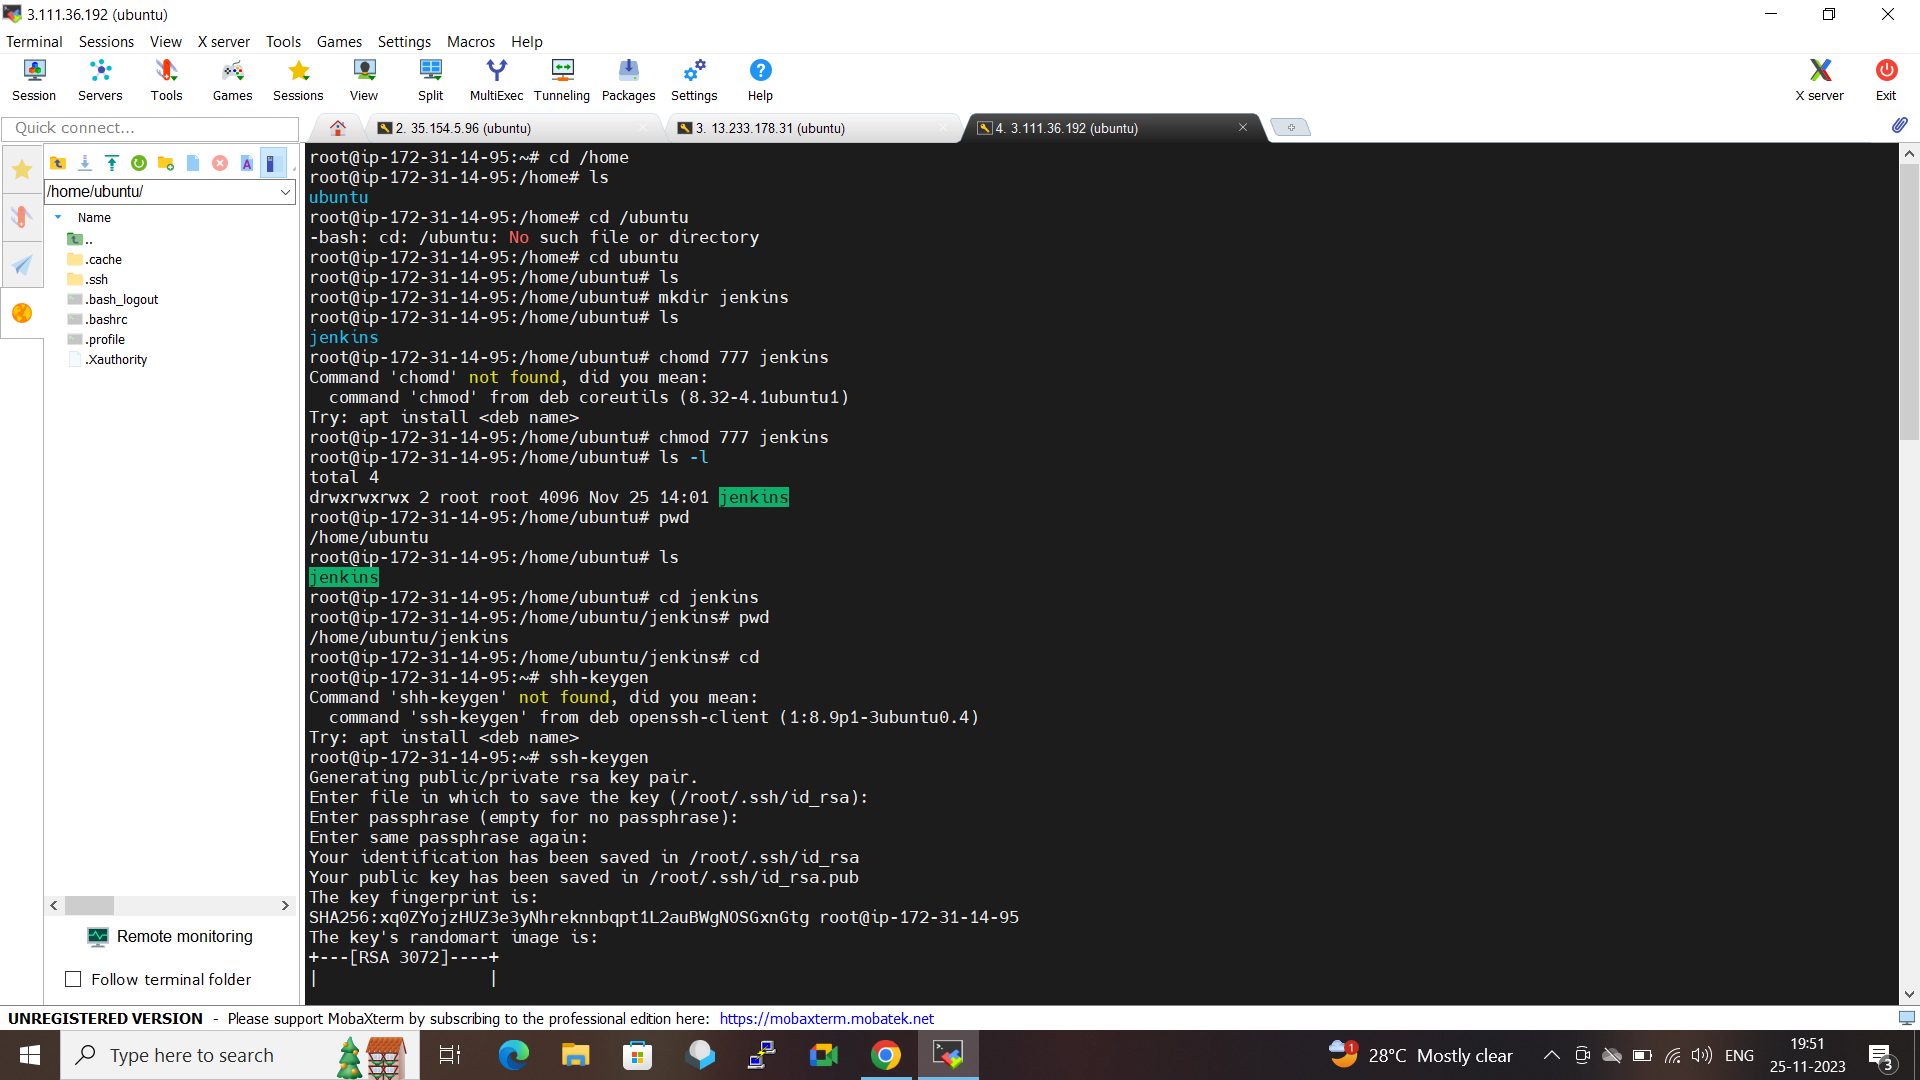 3.111.36.192 (ubuntu)
Terminal Sessions View X server Tools Games Settings Macros Help
Session Servers Tools Games Sessions View Split MultiExec Tunneling Packages Settings Help X server Exit
Quick connect...
2. 35.154.5.96 (ubuntu)
3. 13.233.178.31 (ubuntu)
4. 3.111.36.192 (ubuntu)
/home/ubuntu/
Name
..
.cache
.ssh
.bash_logout
.bashrc
.profile
.Xauthority
Remote monitoring
Follow terminal folder
root@ip-172-31-14-95:~# cd /home
root@ip-172-31-14-95:/home# ls
ubuntu
root@ip-172-31-14-95:/home# cd /ubuntu
-bash: cd: /ubuntu: No such file or directory
root@ip-172-31-14-95:/home# cd ubuntu
root@ip-172-31-14-95:/home/ubuntu# ls
root@ip-172-31-14-95:/home/ubuntu# mkdir jenkins
root@ip-172-31-14-95:/home/ubuntu# ls
jenkins
root@ip-172-31-14-95:/home/ubuntu# chomd 777 jenkins
Command 'chomd' not found, did you mean:
  command 'chmod' from deb coreutils (8.32-4.1ubuntu1)
Try: apt install <deb name>
root@ip-172-31-14-95:/home/ubuntu# chmod 777 jenkins
root@ip-172-31-14-95:/home/ubuntu# ls -l
total 4
drwxrwxrwx 2 root root 4096 Nov 25 14:01 jenkins
root@ip-172-31-14-95:/home/ubuntu# pwd
/home/ubuntu
root@ip-172-31-14-95:/home/ubuntu# ls
jenkins
root@ip-172-31-14-95:/home/ubuntu# cd jenkins
root@ip-172-31-14-95:/home/ubuntu/jenkins# pwd
/home/ubuntu/jenkins
root@ip-172-31-14-95:/home/ubuntu/jenkins# cd
root@ip-172-31-14-95:~# shh-keygen
Command 'shh-keygen' not found, did you mean:
  command 'ssh-keygen' from deb openssh-client (1:8.9p1-3ubuntu0.4)
Try: apt install <deb name>
root@ip-172-31-14-95:~# ssh-keygen
Generating public/private rsa key pair.
Enter file in which to save the key (/root/.ssh/id_rsa):
Enter passphrase (empty for no passphrase):
Enter same passphrase again:
Your identification has been saved in /root/.ssh/id_rsa
Your public key has been saved in /root/.ssh/id_rsa.pub
The key fingerprint is:
SHA256:xq0ZYojzHUZ3e3yNhreknnbqpt1L2auBWgNOSGxnGtg root@ip-172-31-14-95
The key's randomart image is:
+---[RSA 3072]----+
|                 |
UNREGISTERED VERSION - Please support MobaXterm by subscribing to the professional edition here: https://mobaxterm.mobatek.net
Type here to search
1
28°C Mostly clear
ENG
19:51
25-11-2023
3